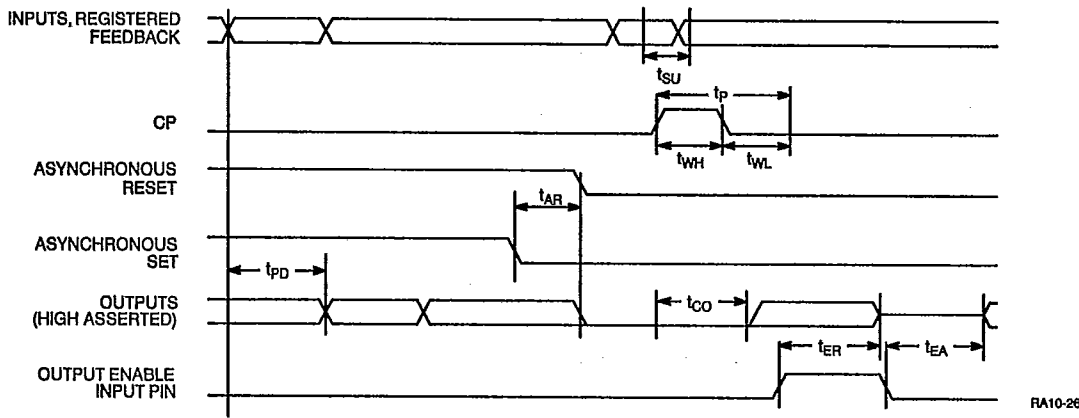 INPUTS, REGISTERED
FEEDBACK
tSU
tP
CP
tWH
tWL
ASYNCHRONOUS
RESET
tAR
ASYNCHRONOUS
SET
tPD
OUTPUTS
(HIGH ASSERTED)
tCO
tER
tEA
OUTPUT ENABLE
INPUT PIN
RA10-26